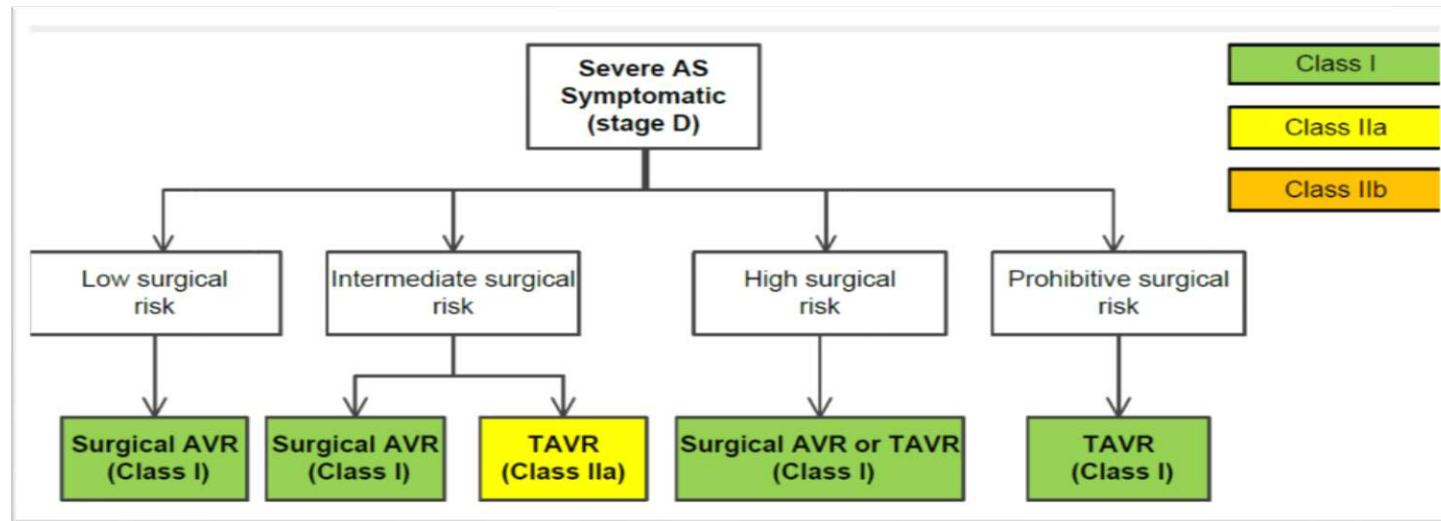 Severe AS
Symptomatic
(stage D)
Class I
Class IIa
Class IIb
Low surgical
risk
Intermediate surgical
risk
High surgical
risk
Prohibitive surgical
risk
Surgical AVR
(Class I)
Surgical AVR
(Class I)
TAVR
(Class IIa)
Surgical AVR or TAVR
(Class I)
TAVR
(Class I)